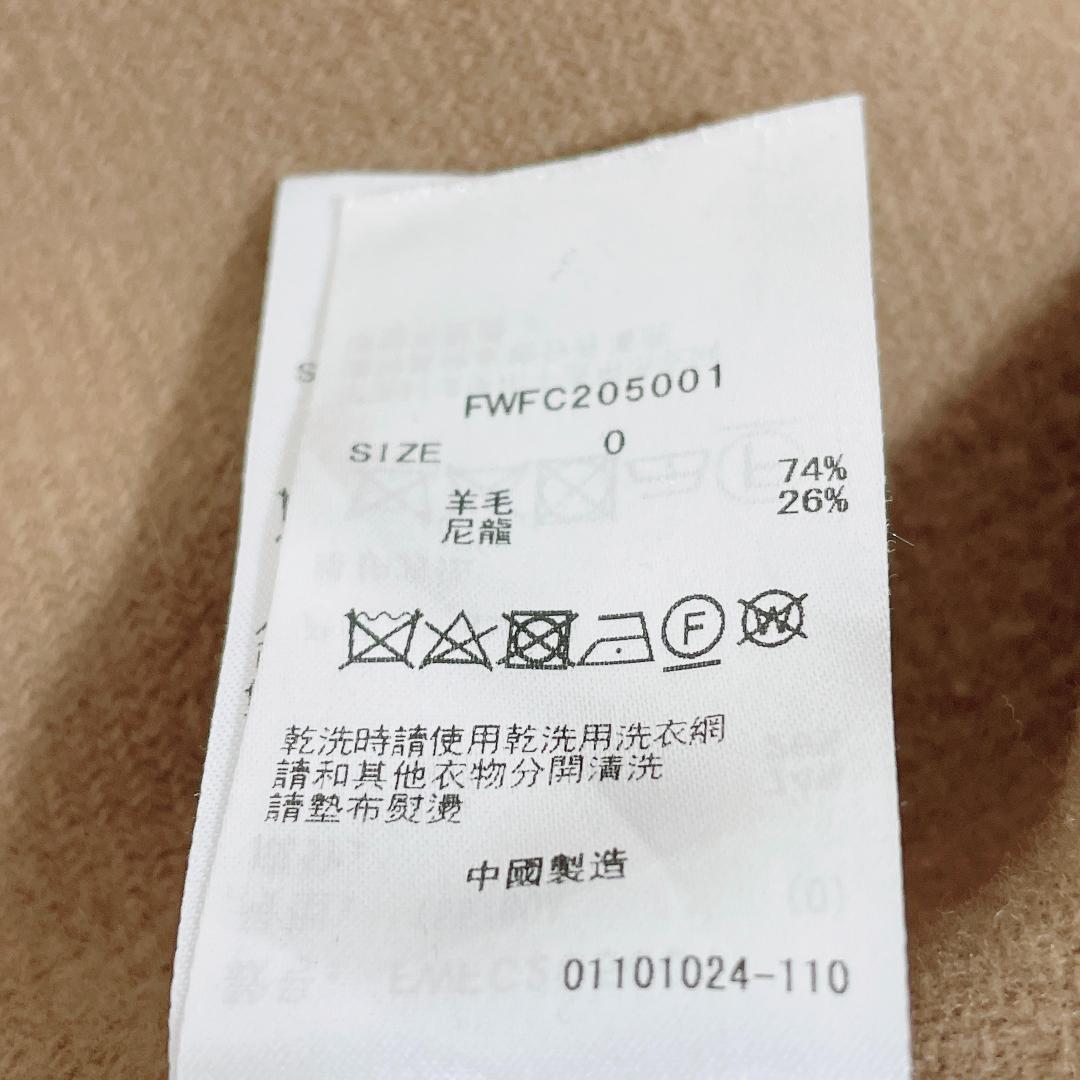 FWFC205001
SIZE 0
羊毛 74%
尼龍 26%
F W
乾洗時請使用乾洗用洗衣網
請和其他衣物分開清洗
請墊布熨燙
中國製造
01101024-110